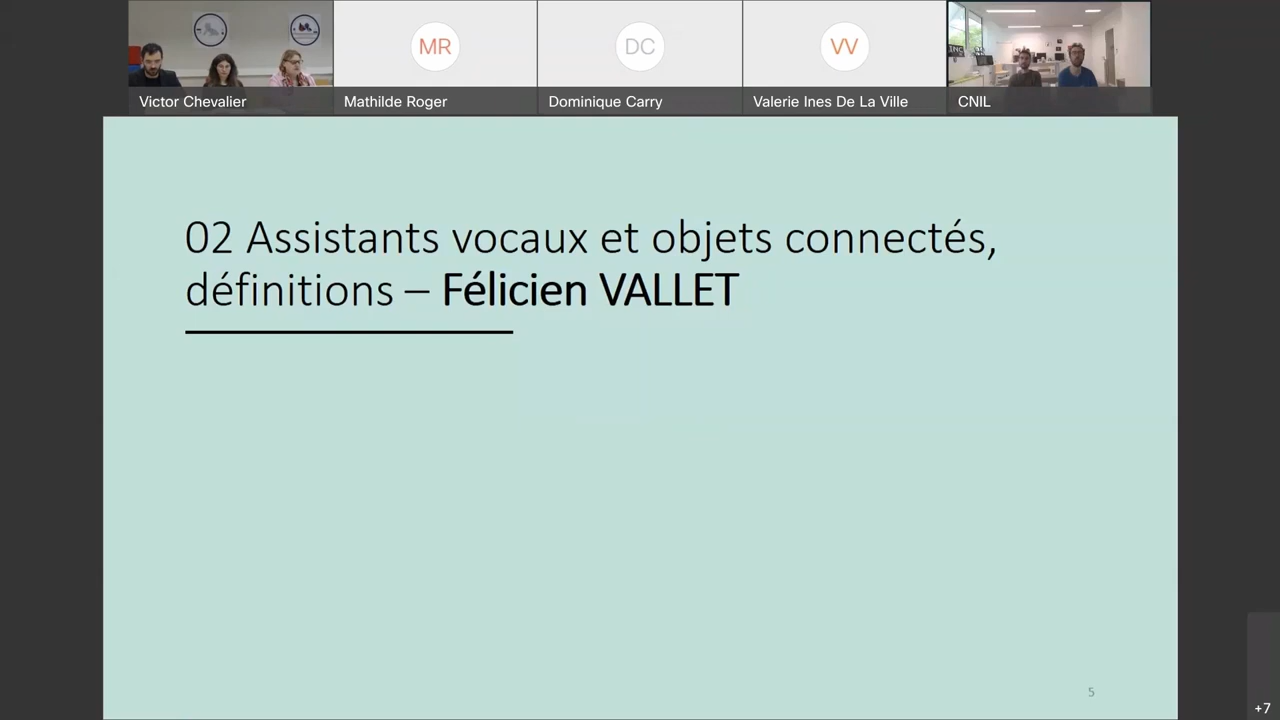 MR
DC
VV
Victor Chevalier
Mathilde Roger
Dominique Carry
Valerie Ines De La Ville
CNIL
02 Assistants vocaux et objets connectés,
définitions – Félicien VALLET
5
+7